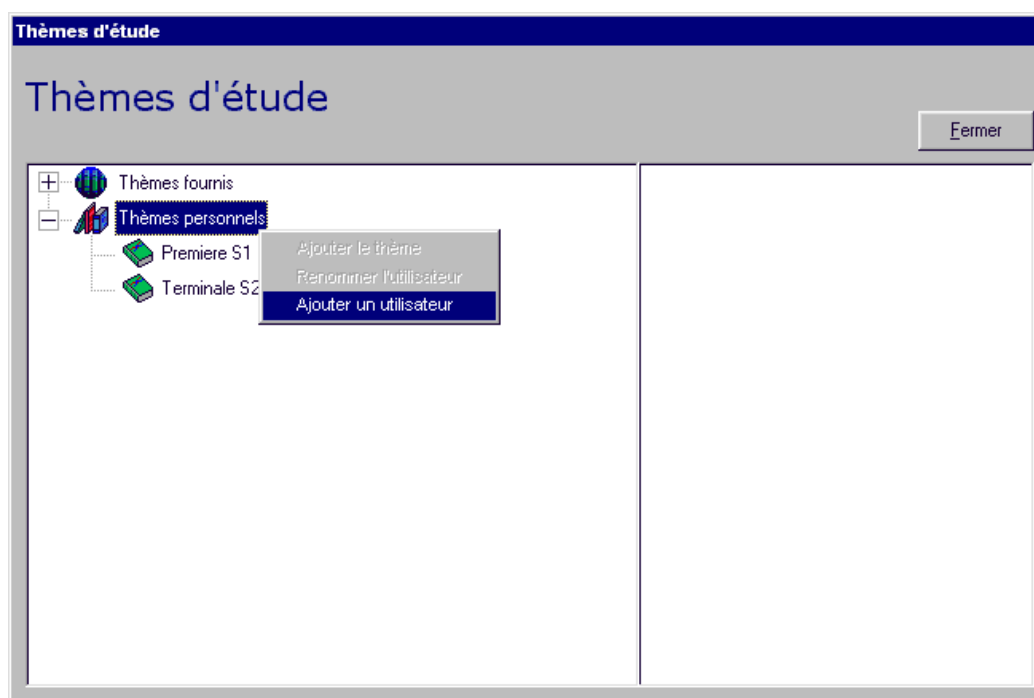 Thèmes d'étude
Thèmes d'étude
Fermer
Thèmes fournis
Thèmes personnels
Premiere S1
Terminale S2
Ajouter le thème
Renommer l'utilisateur
Ajouter un utilisateur